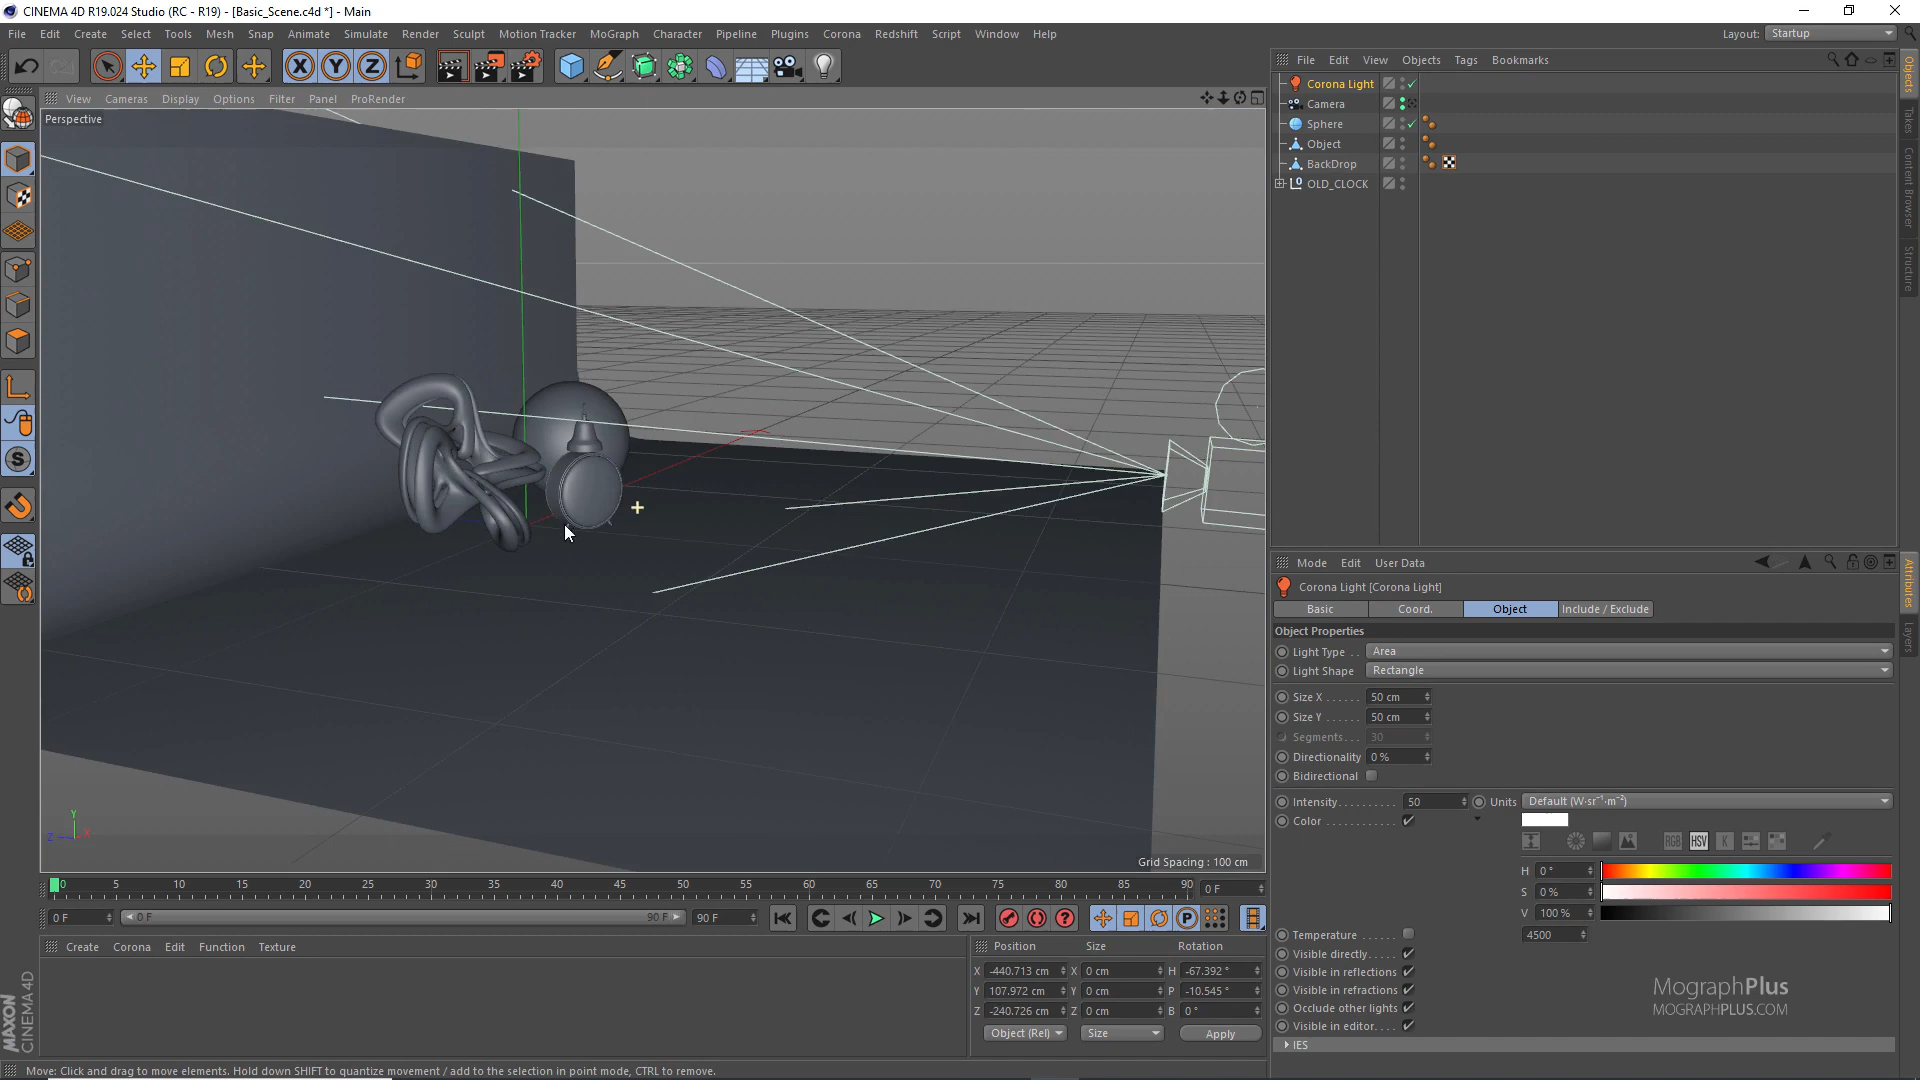 CINEMA 4D R19.024 Studio (RC - R19) - [Basic_Scene.c4d *] - Main
File Edit Create Select Tools Mesh Snap Animate Simulate Render Sculpt Motion Tracker MoGraph Character Pipeline Plugins Corona Redshift Script Window Help
Layout: Startup
X Y Z
File Edit View Objects Tags Bookmarks
View Cameras Display Options Filter Panel ProRender
Perspective
Corona Light
Camera
Sphere
Object
BackDrop
OLD_CLOCK
Objects
Takes
Content Browser
Structure
S
Y
Z X
Grid Spacing : 100 cm
Mode Edit User Data
Corona Light [Corona Light]
Basic Coord. Object Include / Exclude
Object Properties
Light Type . . Area
Light Shape Rectangle
Size X . . . . . . 50 cm
Size Y . . . . . . 50 cm
Segments. . . 30
Directionality 0 %
Bidirectional
Intensity. . . . . . . . . . 50 Units Default (W·sr⁻¹·m⁻²)
Color . . . . . . . . . . . .
RGB HSV K
H 0 °
S 0 %
V 100 %
Temperature . . . . . . 4500
Visible directly. . . . .
Visible in reflections
Visible in refractions
Occlude other lights
Visible in editor. . . .
IES
Attributes
Layers
MographPlus
MOGRAPHPLUS.COM
0 5 10 15 20 25 30 35 40 45 50 55 60 65 70 75 80 85 90 0 F
0 F 0 F 90 F 90 F
P
Create Corona Edit Function Texture
Position Size Rotation
X -440.713 cm X 0 cm H -67.392 °
Y 107.972 cm Y 0 cm P -10.545 °
Z -240.726 cm Z 0 cm B 0 °
Object (Rel) Size Apply
MAXON
CINEMA 4D
Move: Click and drag to move elements. Hold down SHIFT to quantize movement / add to the selection in point mode, CTRL to remove.